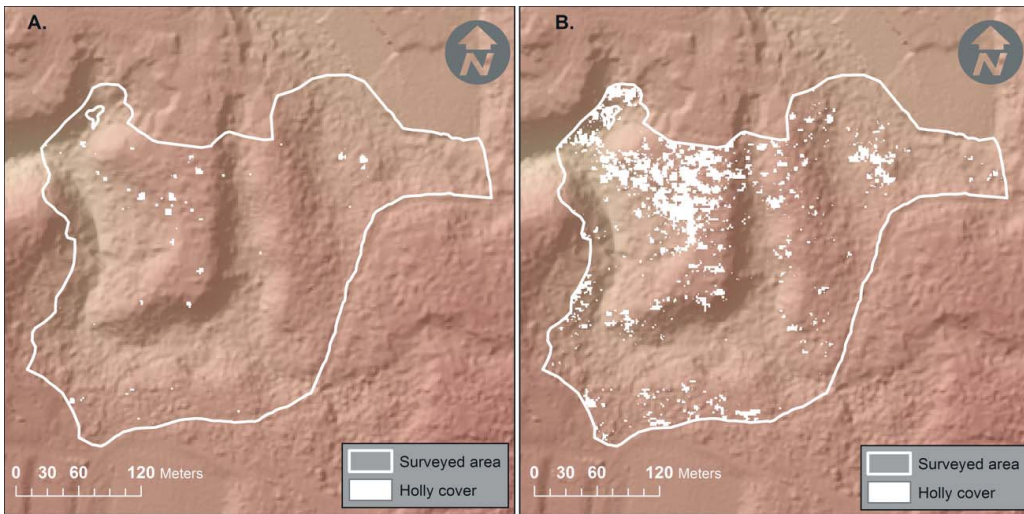 A.
N
Surveyed area
Holly cover
0 30 60 120 Meters
B.
N
Surveyed area
Holly cover
0 30 60 120 Meters